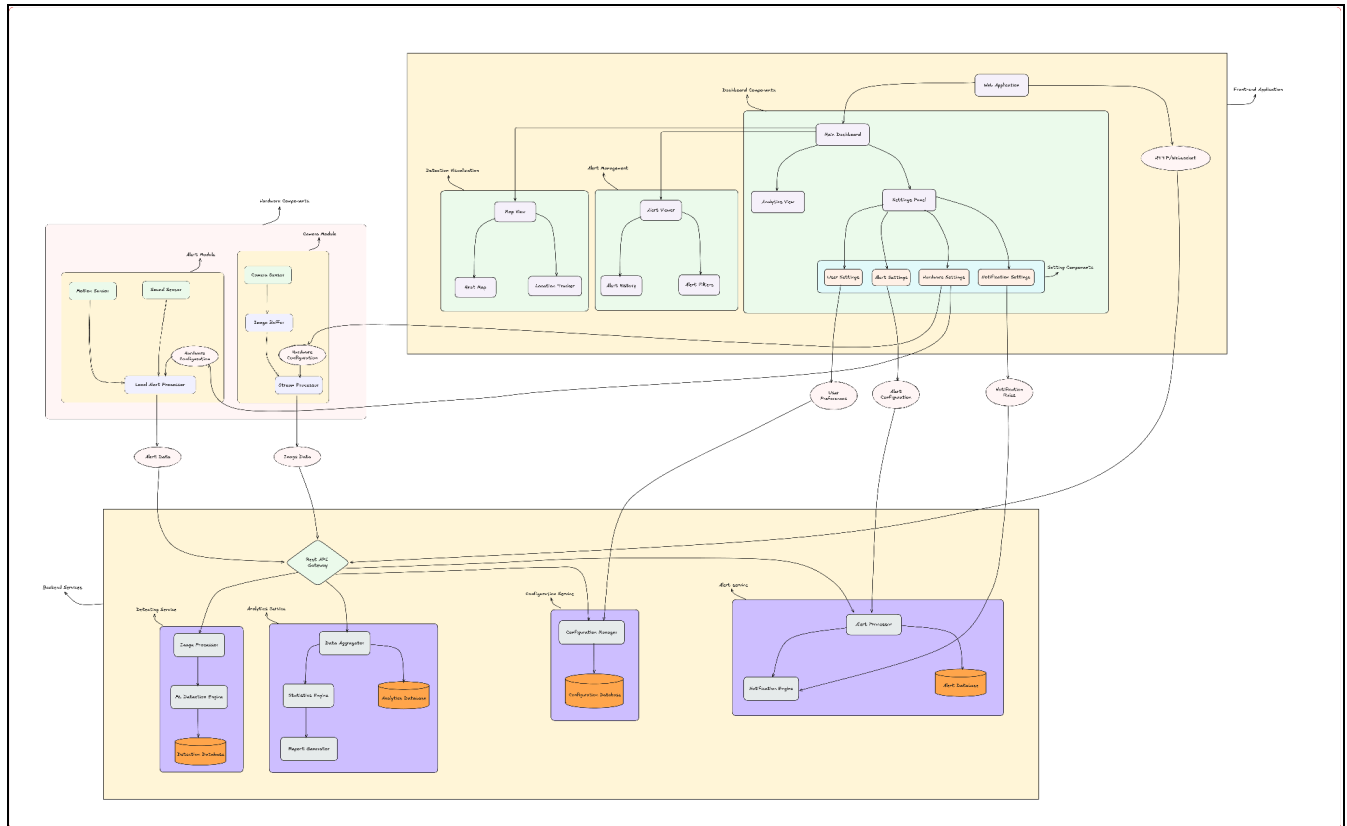 Web Application
Frontend Application
Dashboard Components
Main Dashboard
HTTP/Websocket
Detection Visualization
Alert Management
Analytics View
Settings Panel
Map View
Alert Viewer
Heat Map
Location Tracker
Alert History
Alert Filters
User Settings
Alert Settings
Hardware Settings
Notification Settings
Setting Components
Hardware Components
Camera Module
Alert Module
Motion Sensor
Sound Sensor
Camera Sensor
Image Buffer
Hardware
Configuration
Hardware
Configuration
Local Alert Processor
Stream Processor
User
Preferences
Alert
Configuration
Notification
Rules
Alert Data
Image Data
Rest API
Gateway
Backend Services
Detecting Service
Analytics Service
Configuration Service
Alert Service
Image Processor
Data Aggregator
Configuration Manager
Alert Processor
ML Detection Engine
Statistics Engine
Analytics Database
Configuration Database
Notification Engine
Alert Database
Detection Database
Report Generator